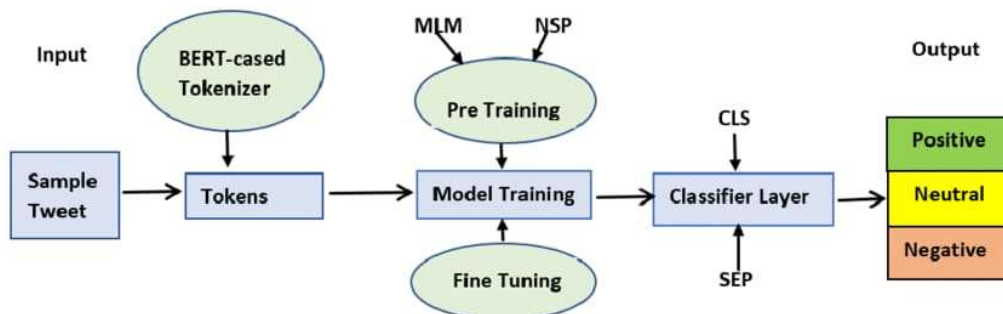 Input
BERT-cased
Tokenizer
MLM
NSP
Output
Pre Training
CLS
Positive
Sample
Tweet
Tokens
Model Training
Classifier Layer
Neutral
Negative
Fine Tuning
SEP